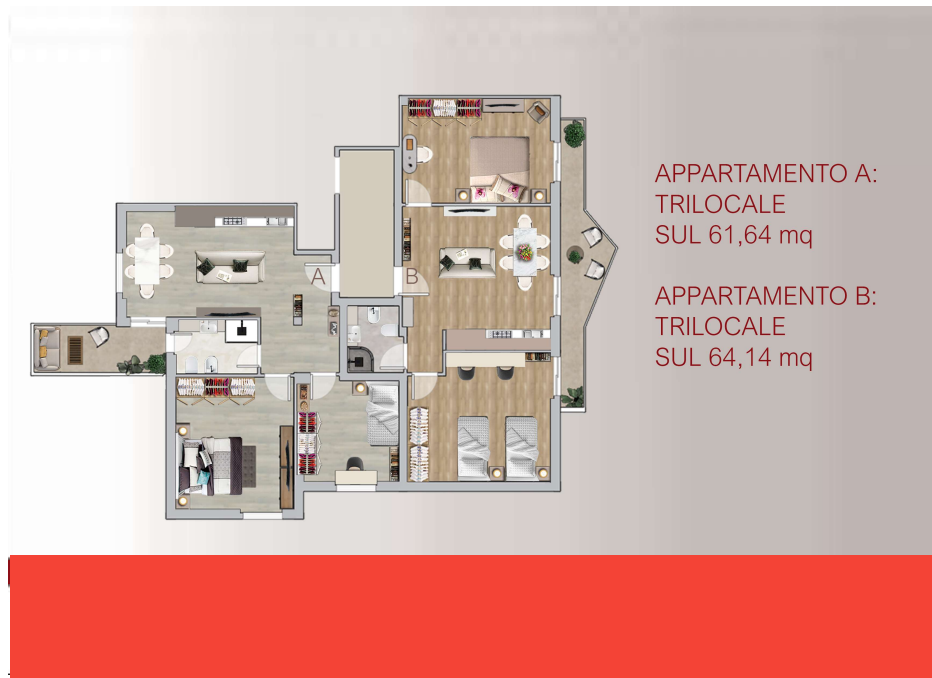 APPARTAMENTO A:
TRILOCALE
SUL 61,64 mq
APPARTAMENTO B:
TRILOCALE
SUL 64,14 mq
A
B